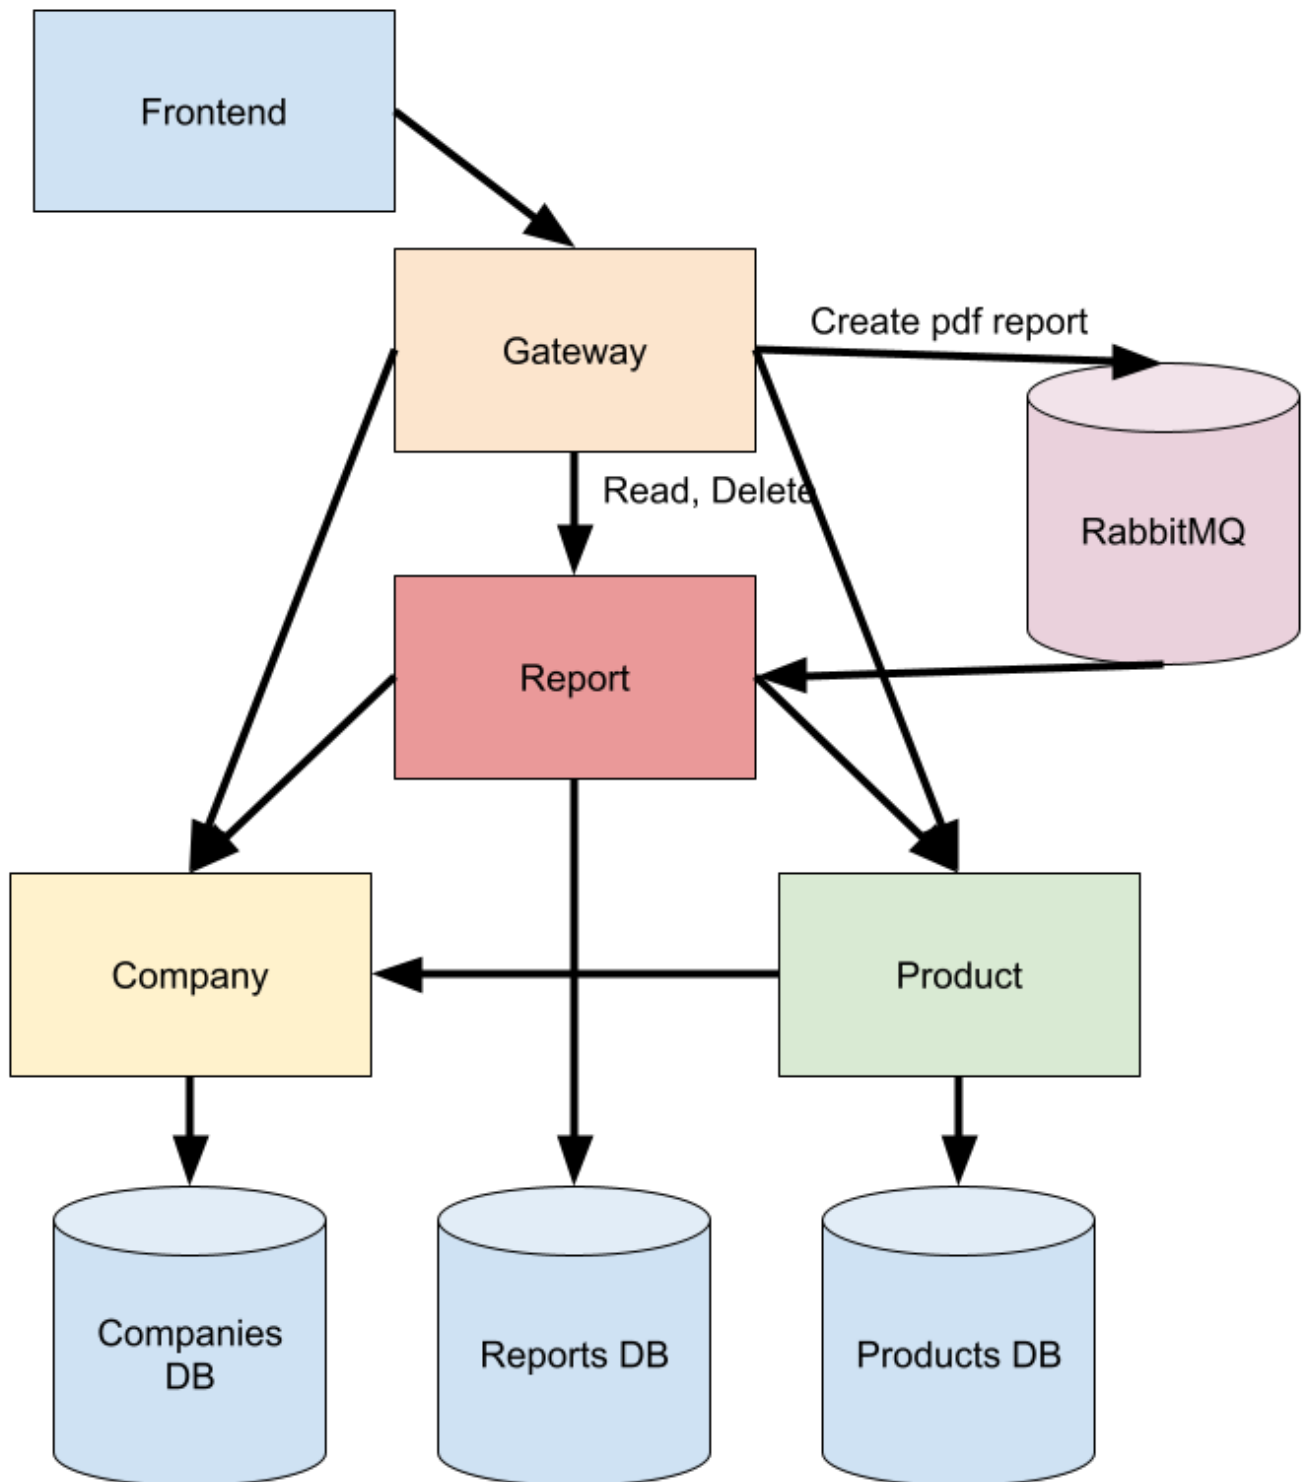 Frontend
Gateway
Create pdf report
Read, Delete
RabbitMQ
Report
Company
Product
Companies
DB
Reports DB
Products DB